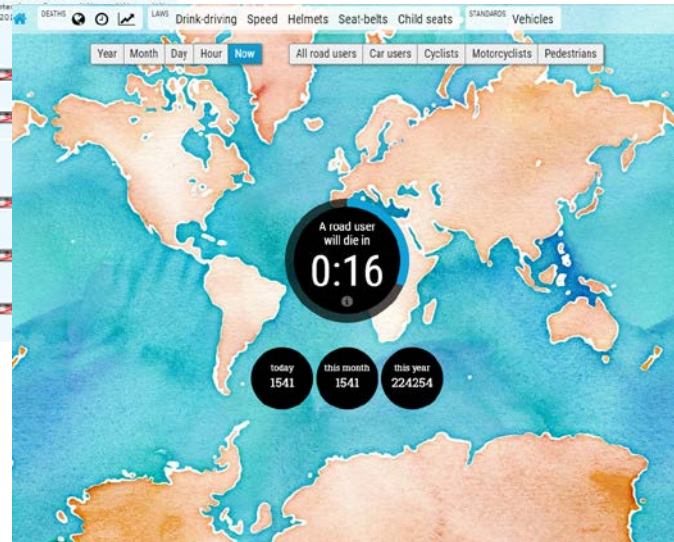 DEATHS
LAWS Drink-driving Speed Helmets Seat-belts Child seats
STANDARDS Vehicles
Year Month Day Hour Now
All road users Car users Cyclists Motorcyclists Pedestrians
A road user
will die in
0:16
today
1541
this month
1541
this year
224254